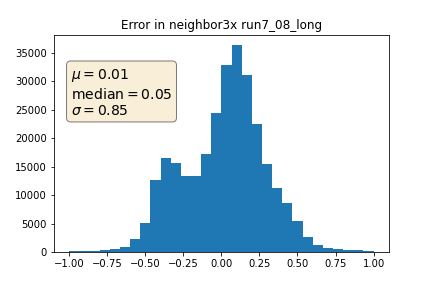 Error in neighbor3x run7_08_long
35000
30000
25000
20000
15000
10000
5000
0
μ = 0.01
median = 0.05
σ = 0.85
−1.00 −0.75 −0.50 −0.25 0.00 0.25 0.50 0.75 1.00